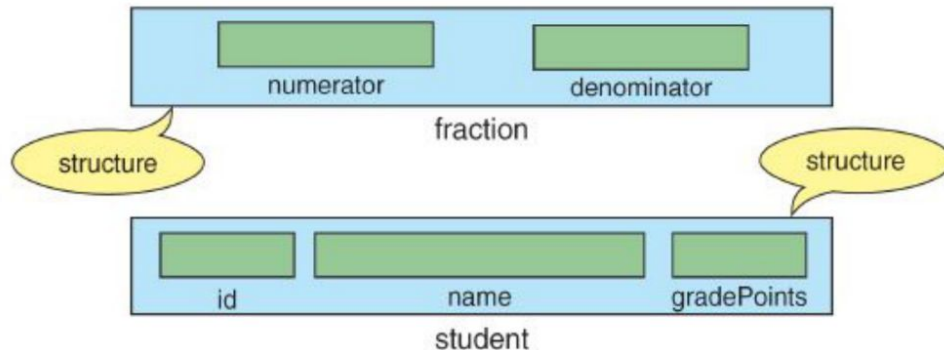 numerator denominator
fraction
structure
structure
id name gradePoints
student